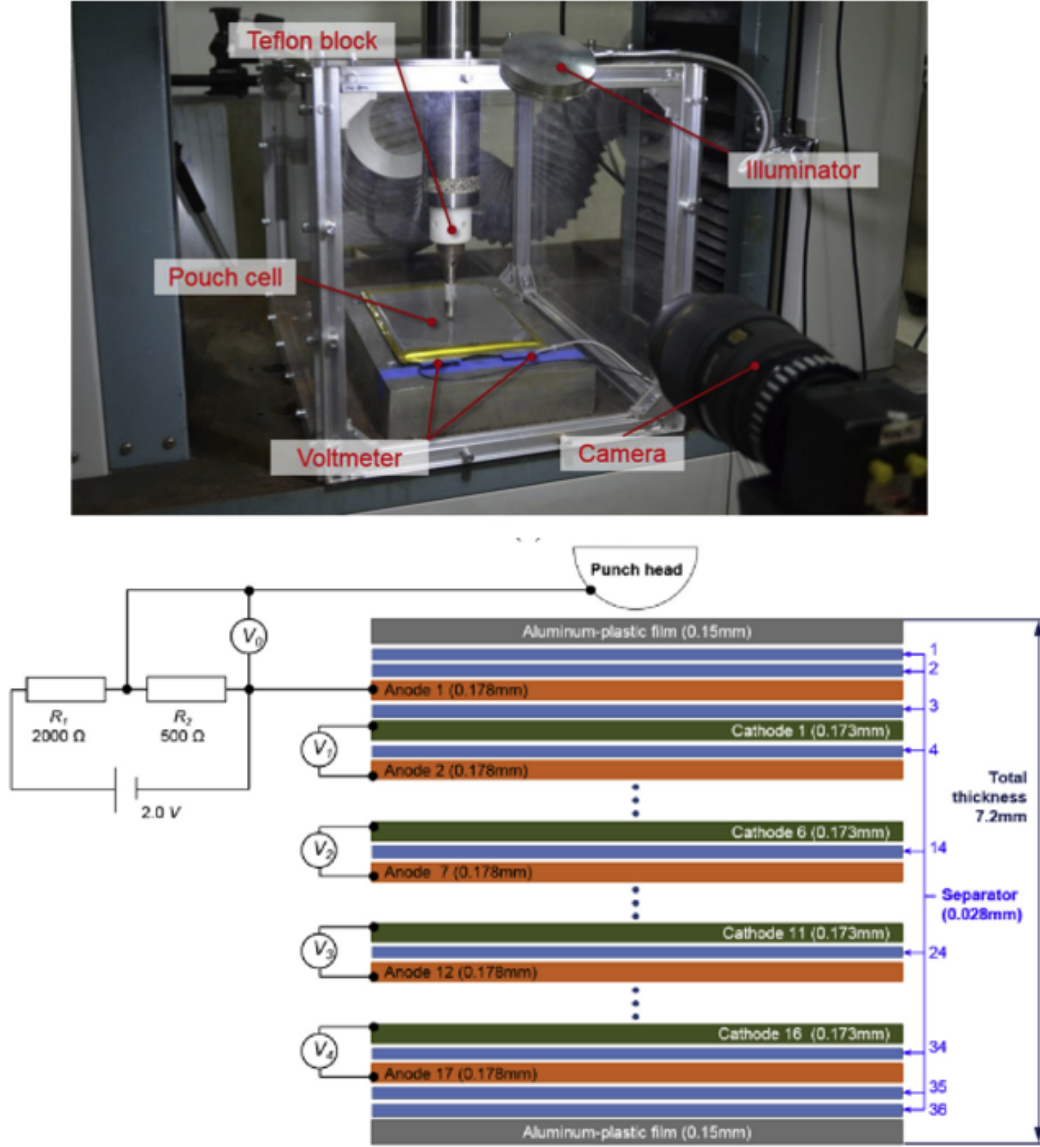 Teflon block
Illuminator
Pouch cell
Voltmeter
Camera
Punch head
V0
Aluminum-plastic film (0.15mm)
1
2
Anode 1 (0.178mm)
3
R1
2000 Ω
R2
500 Ω
Cathode 1 (0.173mm)
V1
4
Anode 2 (0.178mm)
2.0 V
Total
thickness
7.2mm
Cathode 6 (0.173mm)
V2
14
Anode 7 (0.178mm)
Separator
(0.028mm)
Cathode 11 (0.173mm)
V3
24
Anode 12 (0.178mm)
Cathode 16 (0.173mm)
V4
34
Anode 17 (0.178mm)
35
36
Aluminum-plastic film (0.15mm)